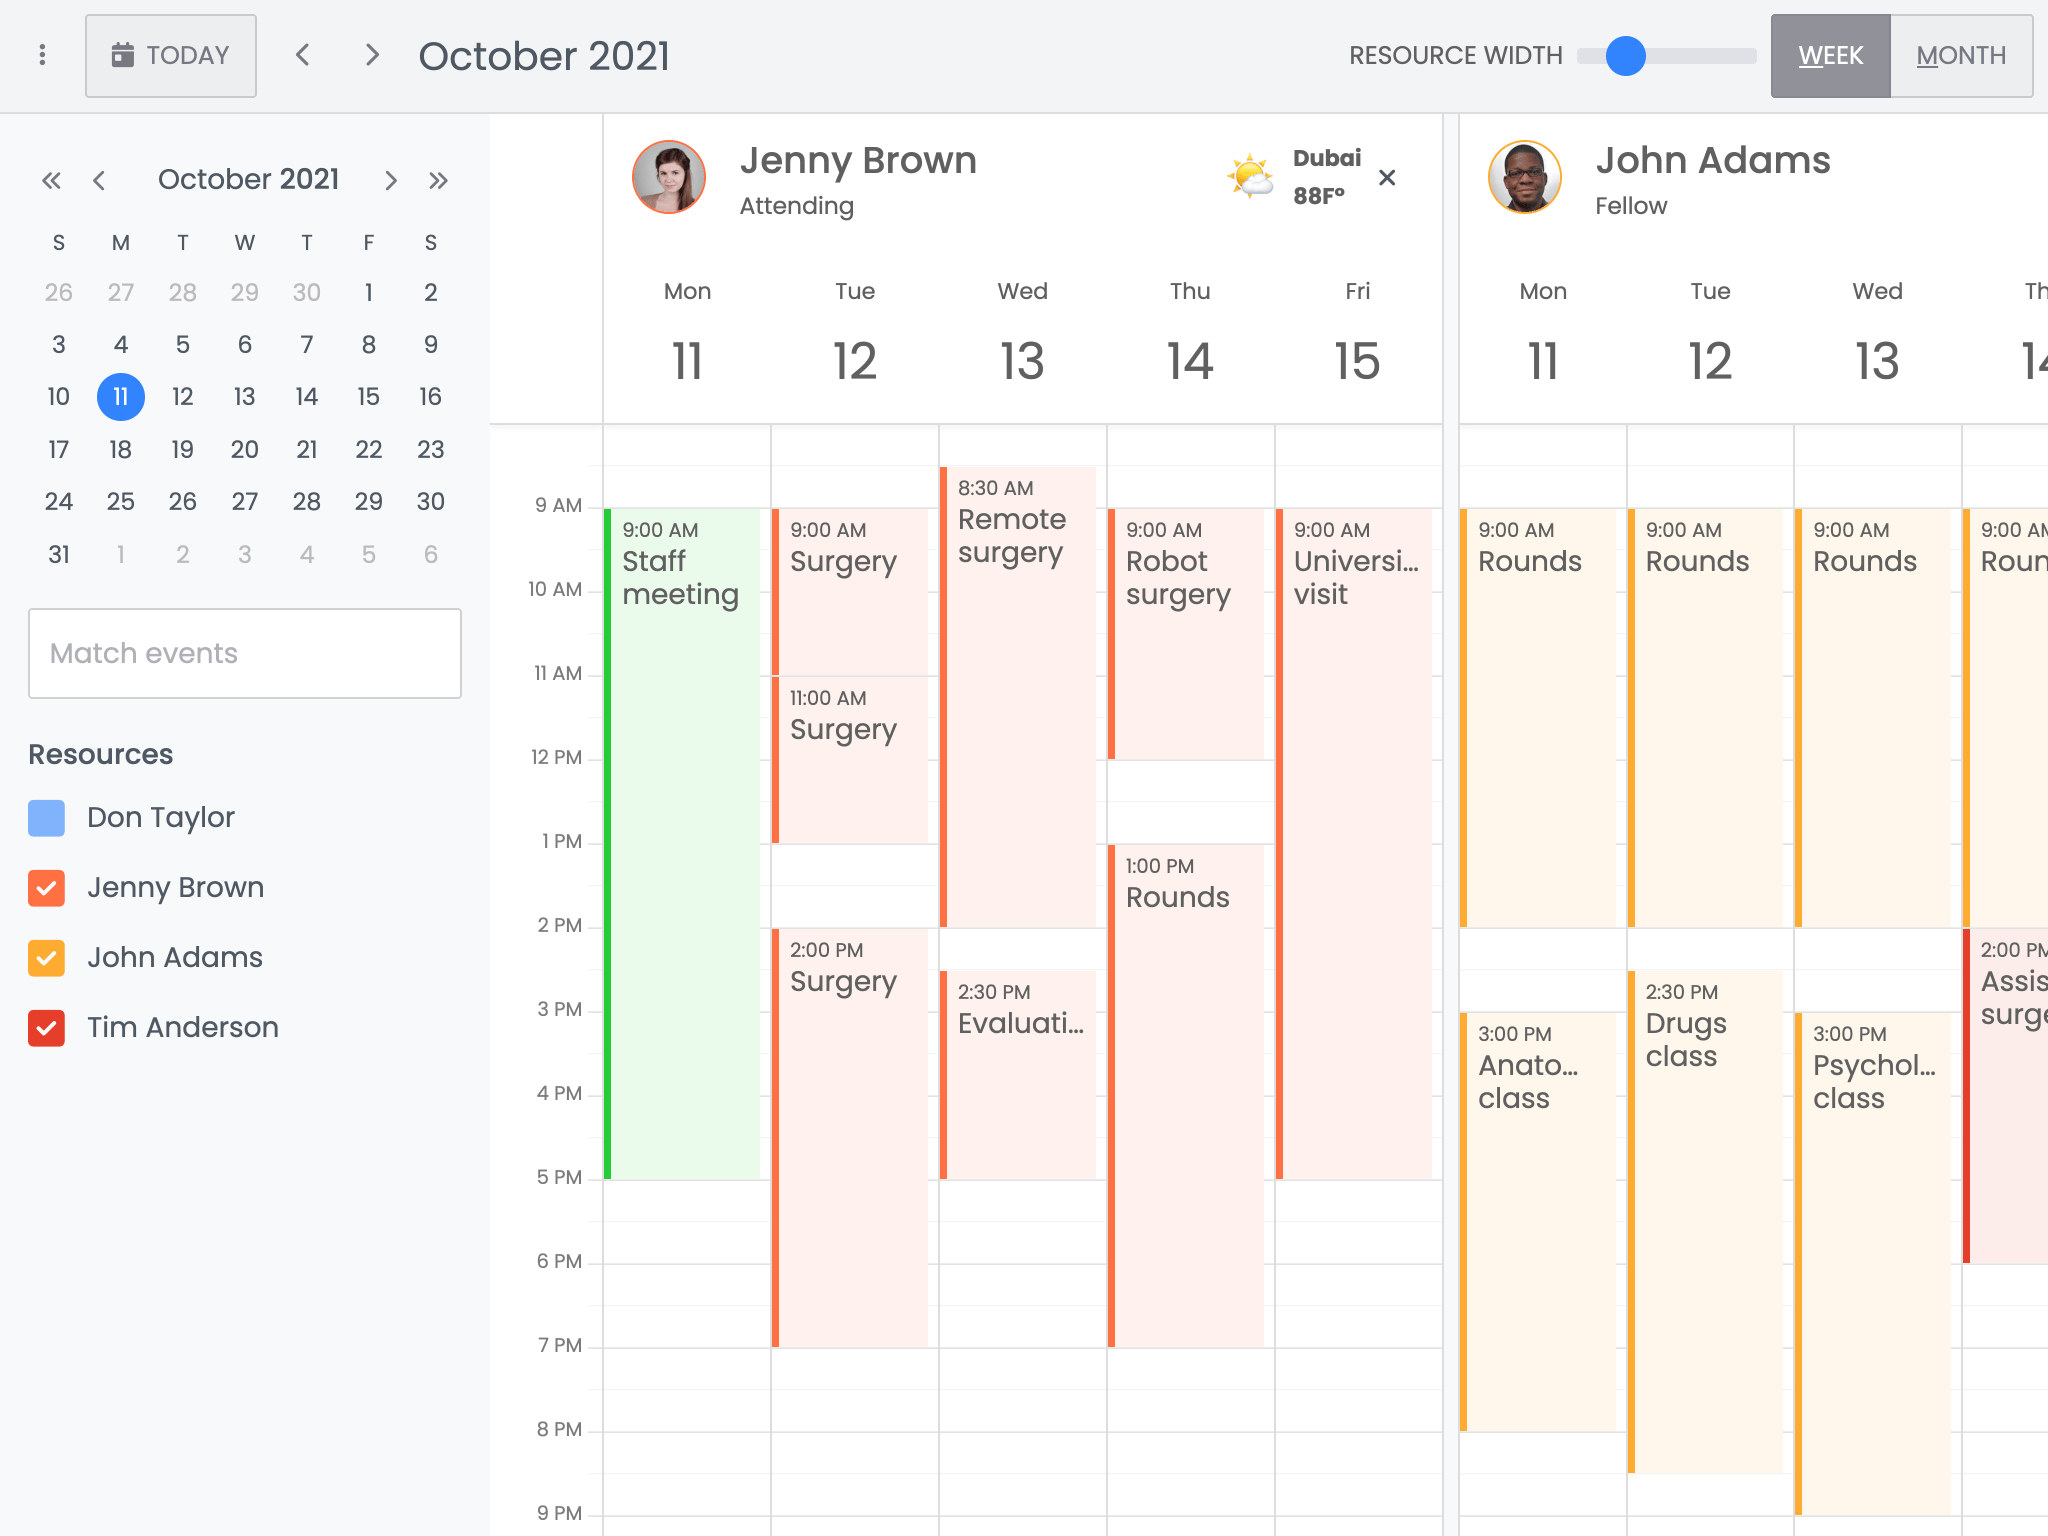 TODAY
October 2021
RESOURCE WIDTH
WEEK
MONTH
October 2021
S M T W T F S
26 27 28 29 30 1 2
3 4 5 6 7 8 9
10 11 12 13 14 15 16
17 18 19 20 21 22 23
24 25 26 27 28 29 30
31 1 2 3 4 5 6
Match events
Resources
Don Taylor
Jenny Brown
John Adams
Tim Anderson
Jenny Brown
Attending
Dubai
88F°
Mon Tue Wed Thu Fri
11 12 13 14 15
John Adams
Fellow
Mon Tue Wed Th
11 12 13 14
9 AM
10 AM
11 AM
12 PM
1 PM
2 PM
3 PM
4 PM
5 PM
6 PM
7 PM
8 PM
9 PM
9:00 AM
Staff
meeting
9:00 AM
Surgery
11:00 AM
Surgery
2:00 PM
Surgery
8:30 AM
Remote
surgery
2:30 PM
Evaluati...
9:00 AM
Robot
surgery
1:00 PM
Rounds
9:00 AM
Universi...
visit
9:00 AM
Rounds
3:00 PM
Anato...
class
9:00 AM
Rounds
2:30 PM
Drugs
class
9:00 AM
Rounds
3:00 PM
Psychol...
class
9:00 AM
Roun
2:00 PM
Assis
surge